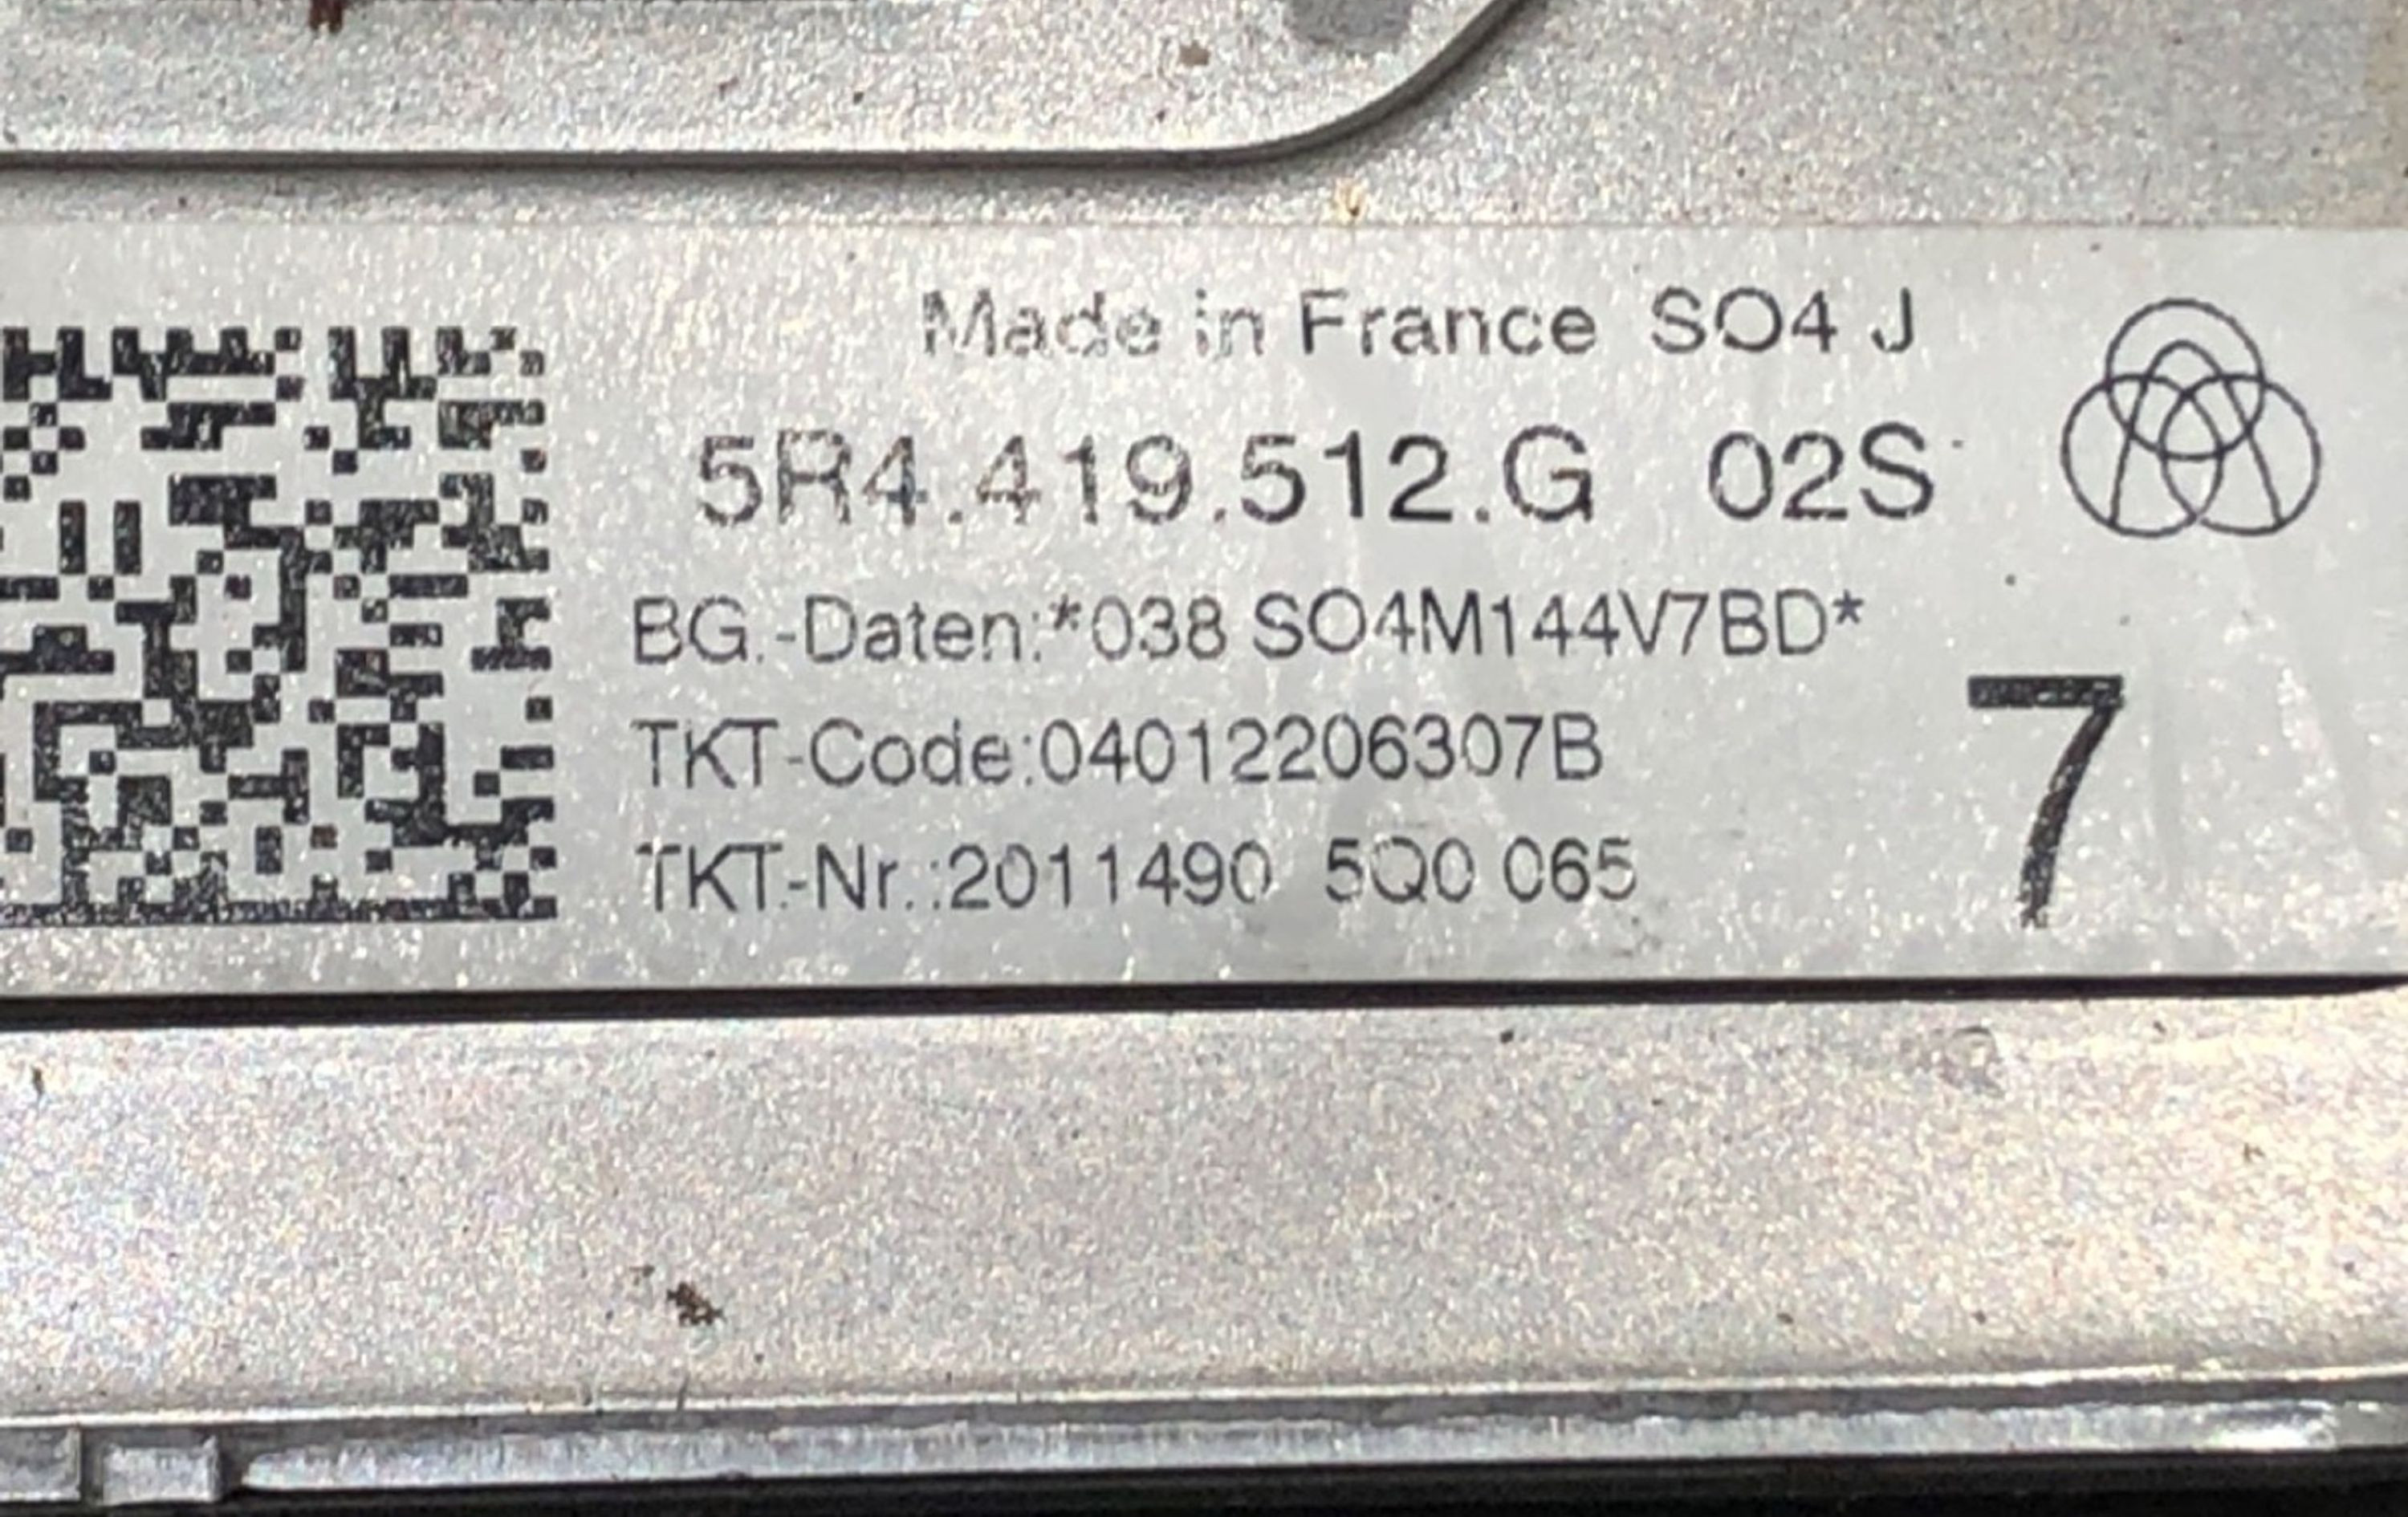 Made in France SO4 J
5R4.419.512.G 02S
BG.-Daten:*038 SO4M144V7BD*
7
TKT-Code:04012206307B
TKT.-Nr.:2011490 5Q0 065